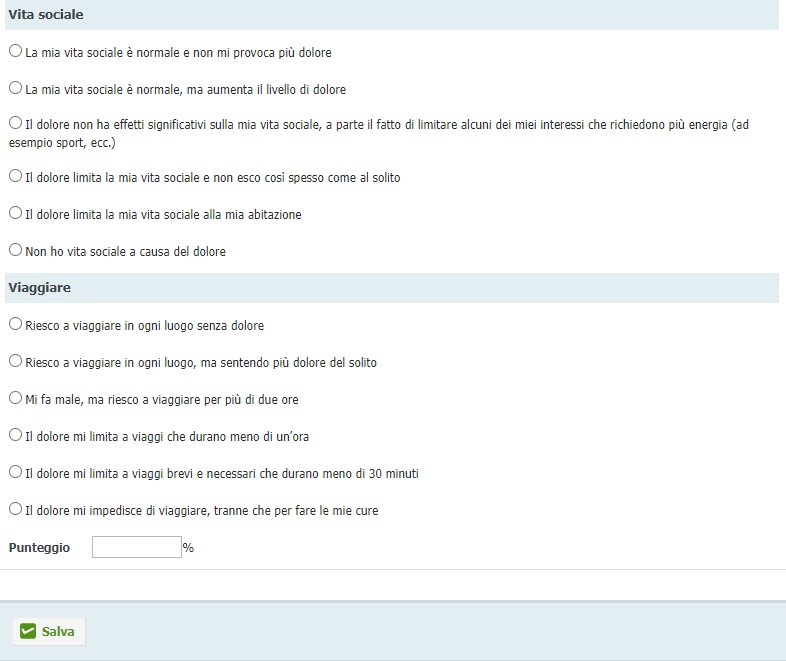 Vita sociale
La mia vita sociale è normale e non mi provoca più dolore
La mia vita sociale è normale, ma aumenta il livello di dolore
Il dolore non ha effetti significativi sulla mia vita sociale, a parte il fatto di limitare alcuni dei miei interessi che richiedono più energia (ad
esempio sport, ecc.)
Il dolore limita la mia vita sociale e non esco così spesso come al solito
Il dolore limita la mia vita sociale alla mia abitazione
Non ho vita sociale a causa del dolore
Viaggiare
Riesco a viaggiare in ogni luogo senza dolore
Riesco a viaggiare in ogni luogo, ma sentendo più dolore del solito
Mi fa male, ma riesco a viaggiare per più di due ore
Il dolore mi limita a viaggi che durano meno di un’ora
Il dolore mi limita a viaggi brevi e necessari che durano meno di 30 minuti
Il dolore mi impedisce di viaggiare, tranne che per fare le mie cure
Punteggio %
Salva